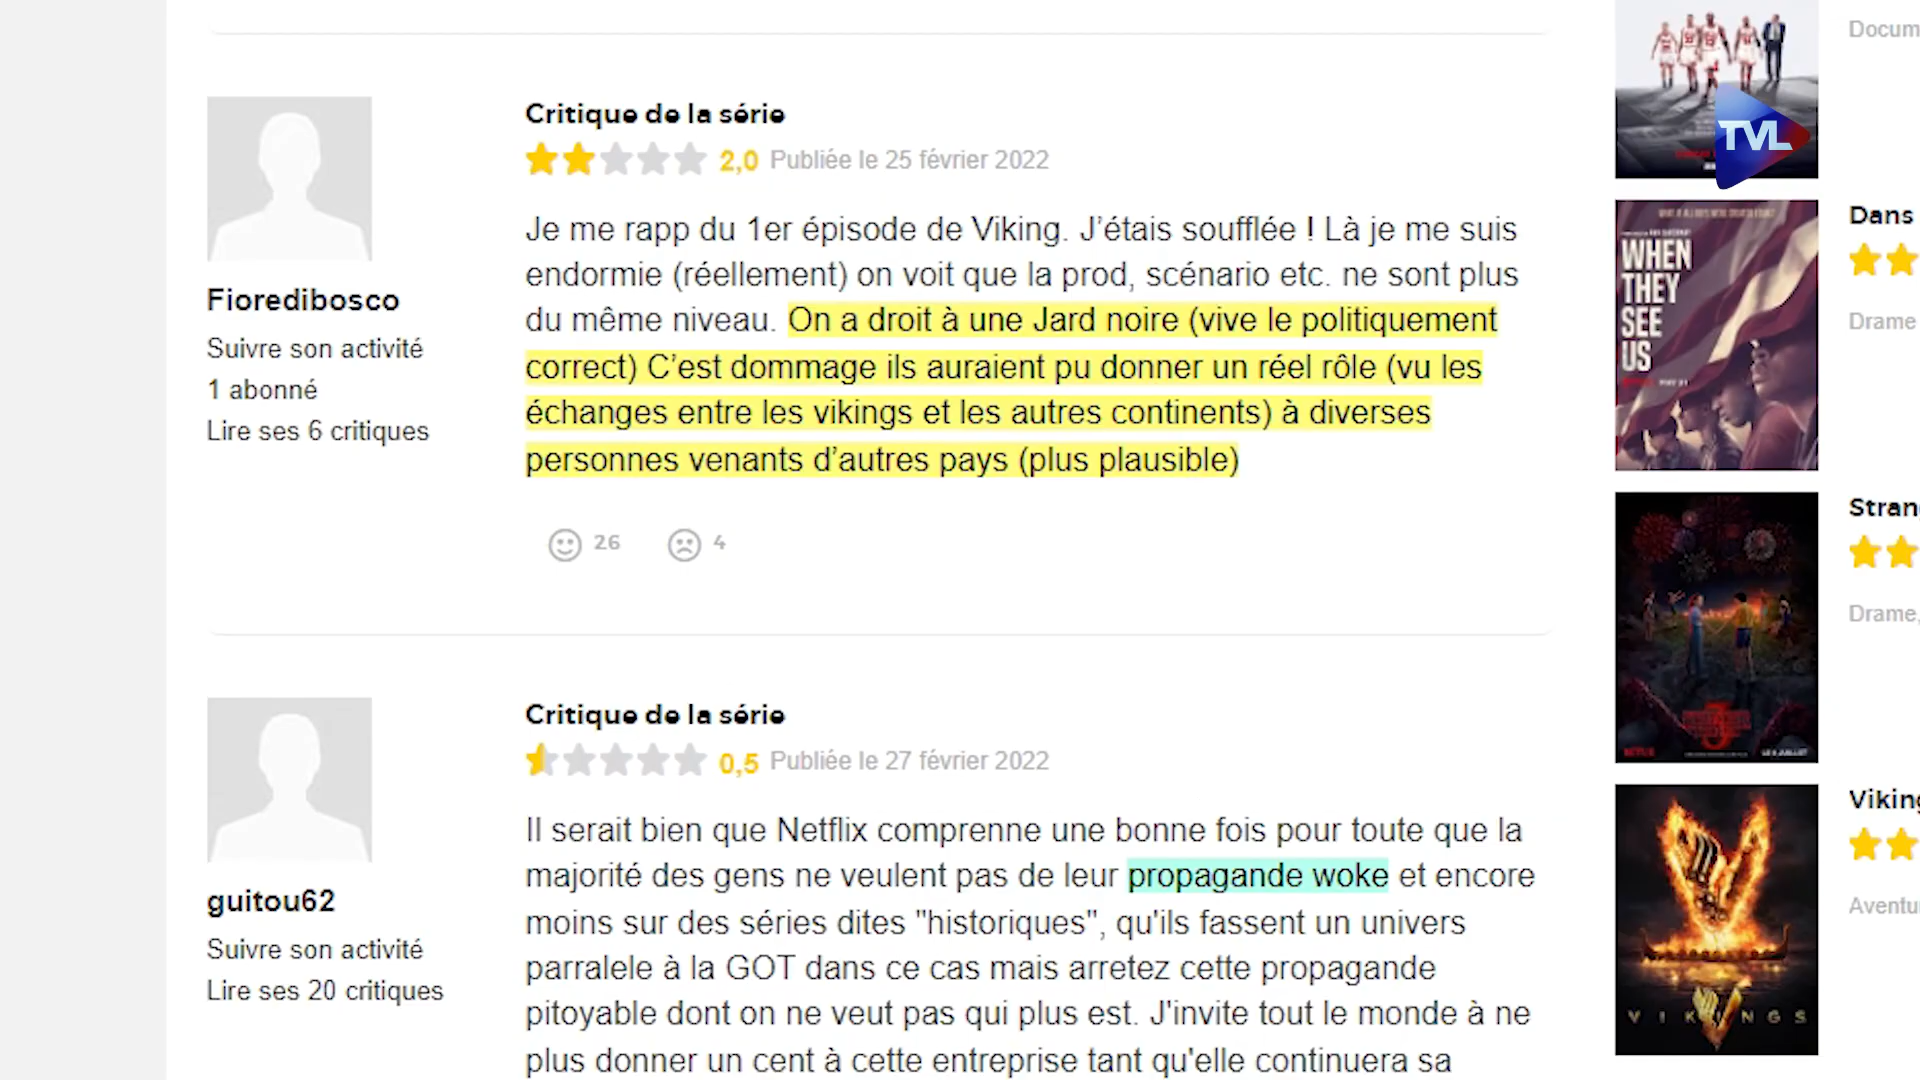 Critique de la série
2,0 Publiée le 25 février 2022
Je me rapp du 1er épisode de Viking. J’étais soufflée ! Là je me suis
endormie (réellement) on voit que la prod, scénario etc. ne sont plus
du même niveau. On a droit à une Jard noire (vive le politiquement
correct) C’est dommage ils auraient pu donner un réel rôle (vu les
échanges entre les vikings et les autres continents) à diverses
personnes venants d’autres pays (plus plausible)
26 4
Fioredibosco
Suivre son activité
1 abonné
Lire ses 6 critiques
Critique de la série
0,5 Publiée le 27 février 2022
Il serait bien que Netflix comprenne une bonne fois pour toute que la
majorité des gens ne veulent pas de leur propagande woke et encore
moins sur des séries dites "historiques", qu'ils fassent un univers
parralele à la GOT dans ce cas mais arretez cette propagande
pitoyable dont on ne veut pas qui plus est. J'invite tout le monde à ne
plus donner un cent à cette entreprise tant qu'elle continuera sa
guitou62
Suivre son activité
Lire ses 20 critiques
Docum
TVL
WHEN
THEY
SEE
US
Dans
Drame
Stran
Drame,
VIKINGS
Viking
Aventu